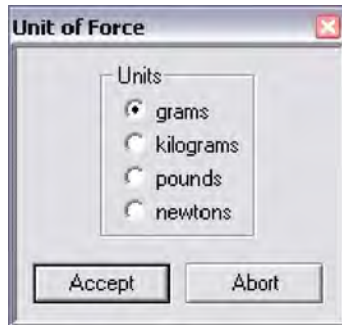 Unit of Force
Units
grams
kilograms
pounds
newtons
Accept
Abort